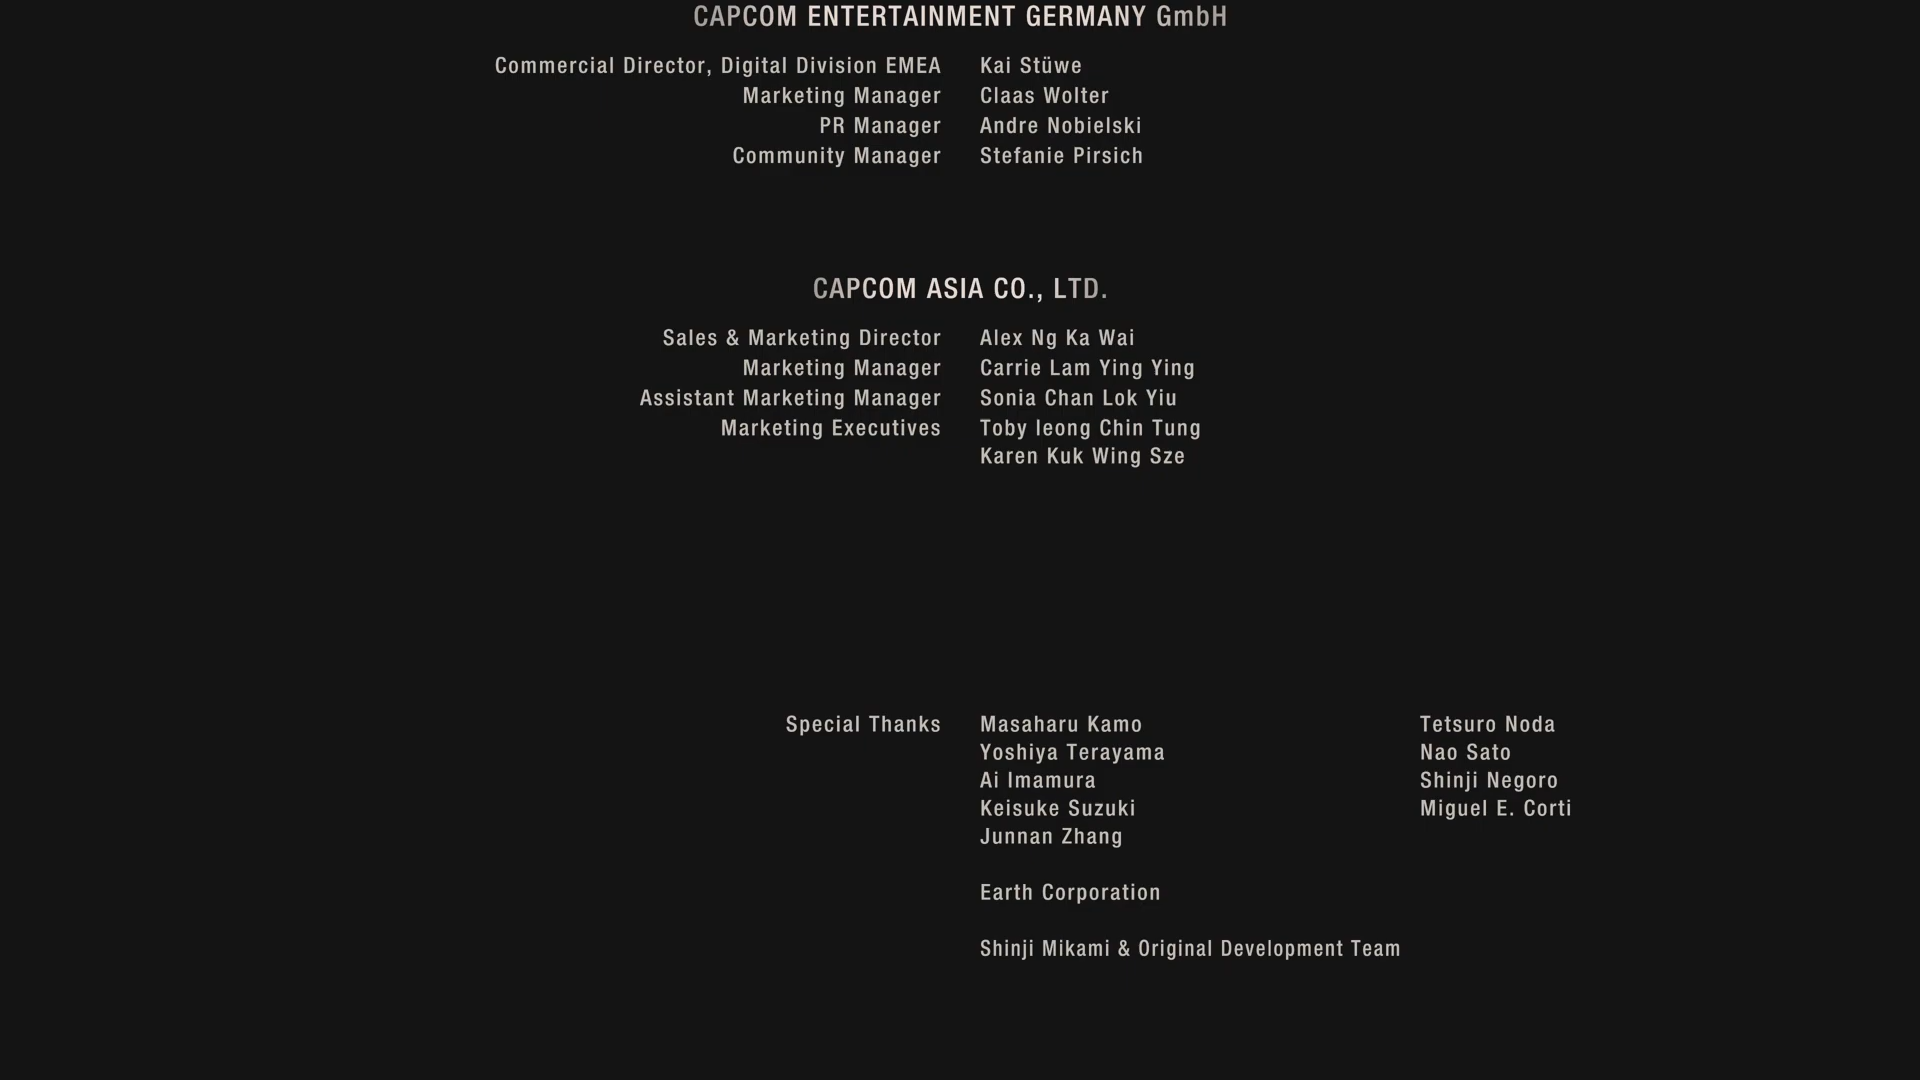 CAPCOM ENTERTAINMENT GERMANY GmbH
Commercial Director, Digital Division EMEA Kai Stüwe
Marketing Manager Claas Wolter
PR Manager Andre Nobielski
Community Manager Stefanie Pirsich
CAPCOM ASIA CO., LTD.
Sales & Marketing Director Alex Ng Ka Wai
Marketing Manager Carrie Lam Ying Ying
Assistant Marketing Manager Sonia Chan Lok Yiu
Marketing Executives Toby Ieong Chin Tung
Karen Kuk Wing Sze
Special Thanks Masaharu Kamo Tetsuro Noda
Yoshiya Terayama Nao Sato
Ai Imamura Shinji Negoro
Keisuke Suzuki Miguel E. Corti
Junnan Zhang
Earth Corporation
Shinji Mikami & Original Development Team